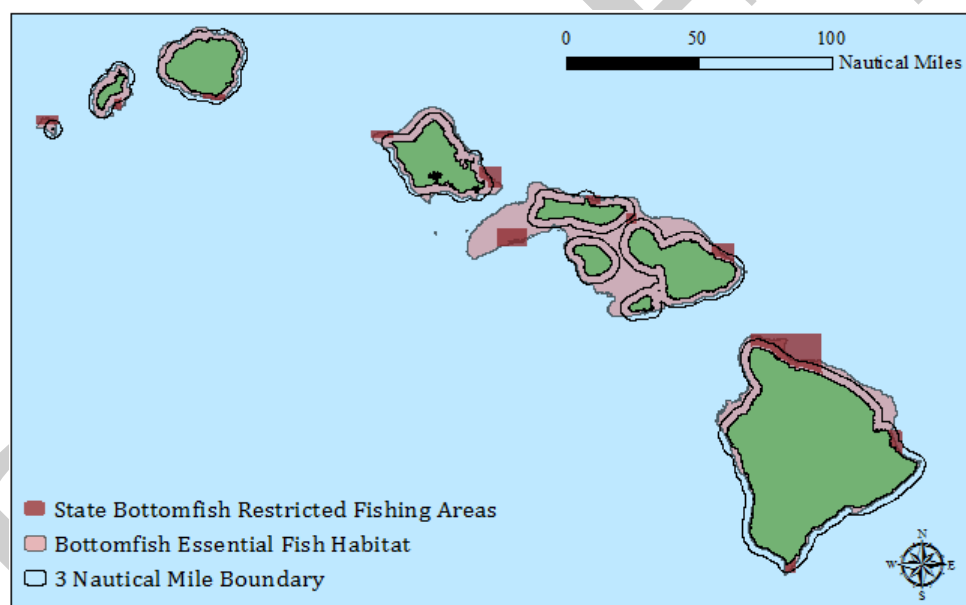 0 50 100
Nautical Miles
State Bottomfish Restricted Fishing Areas
Bottomfish Essential Fish Habitat
3 Nautical Mile Boundary
N
W E
S